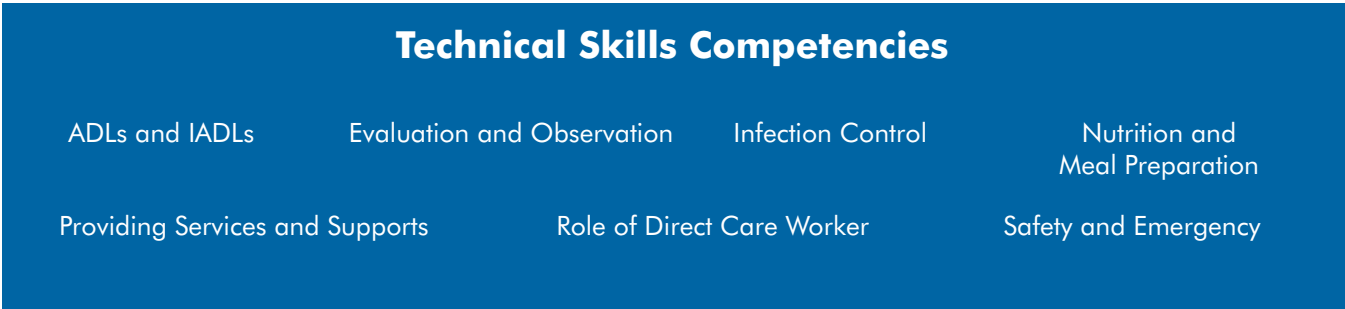 Technical Skills Competencies
ADLs and IADLs
Evaluation and Observation
Infection Control
Nutrition and
Meal Preparation
Providing Services and Supports
Role of Direct Care Worker
Safety and Emergency